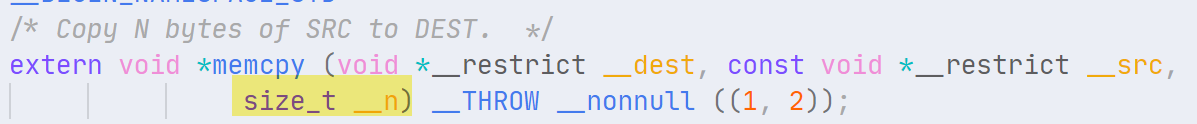 /* Copy N bytes of SRC to DEST.  */
extern void *memcpy (void *__restrict __dest, const void *__restrict __src,
size_t __n) __THROW __nonnull ((1, 2));